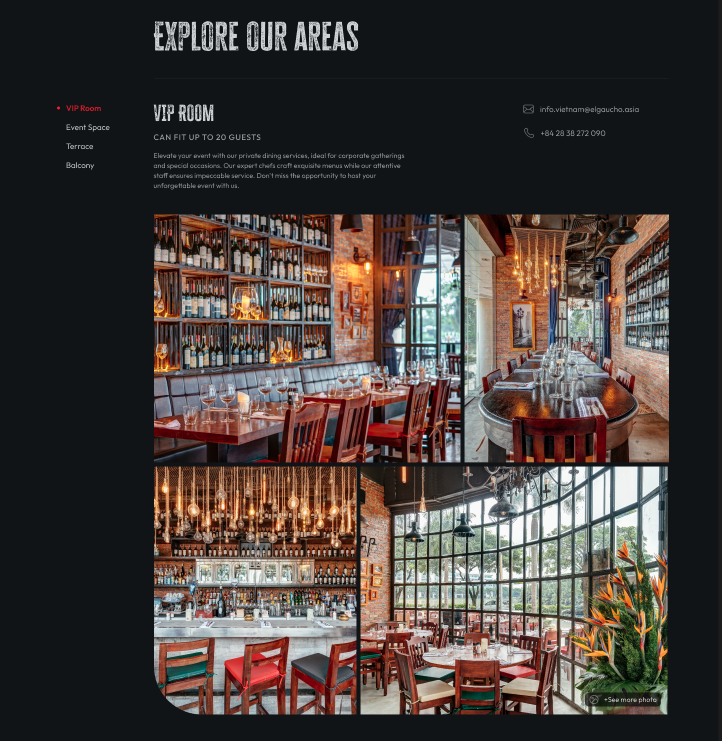 EXPLORE OUR AREAS
VIP Room
Event Space
Terrace
Balcony
VIP ROOM
CAN FIT UP TO 20 GUESTS
Elevate your event with our private dining services, ideal for corporate gatherings
and special occasions. Our expert chefs craft exquisite menus while our attentive
staff ensures impeccable service. Don't miss the opportunity to host your
unforgettable event with us.
info.vietnam@elgaucho.asia
+84 28 38 272 090
+See more photo